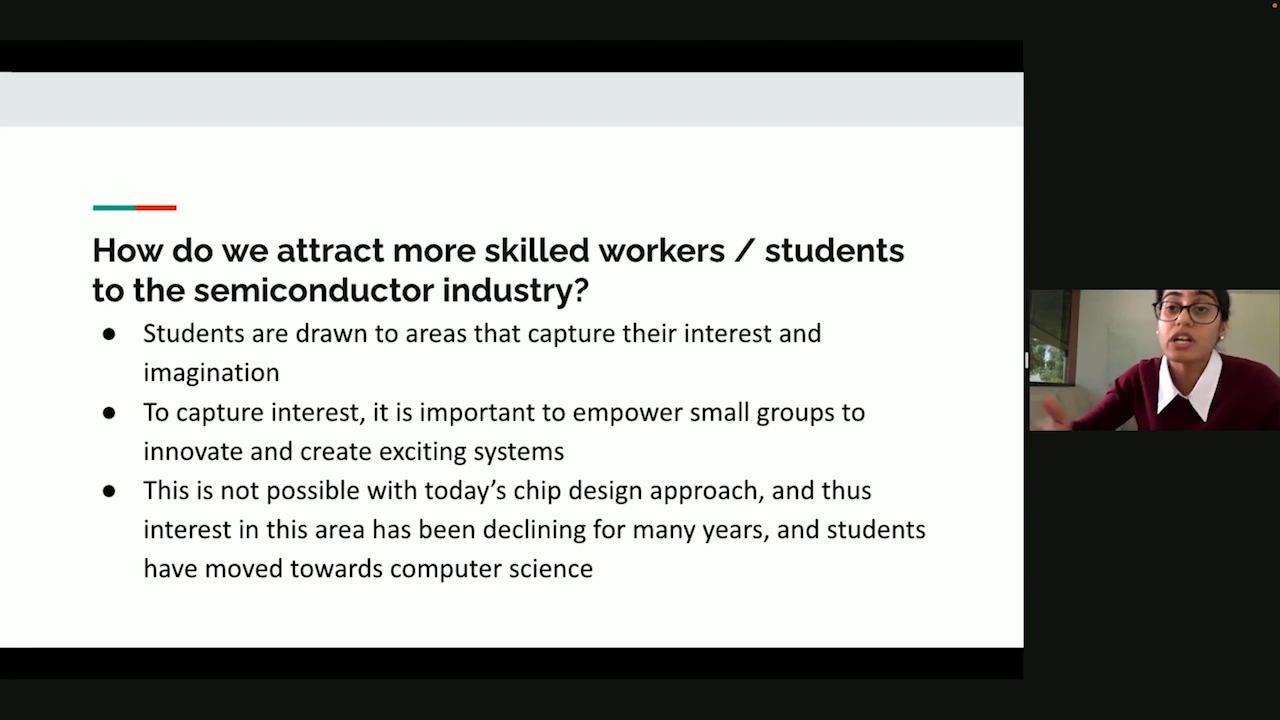 How do we attract more skilled workers / students
to the semiconductor industry?
● Students are drawn to areas that capture their interest and
imagination
● To capture interest, it is important to empower small groups to
innovate and create exciting systems
● This is not possible with today’s chip design approach, and thus
interest in this area has been declining for many years, and students
have moved towards computer science